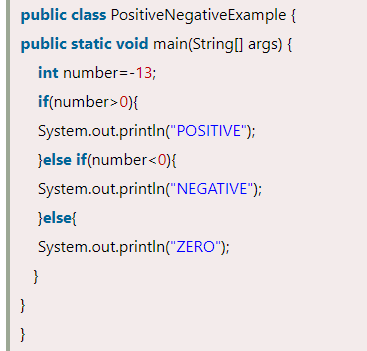 public class PositiveNegativeExample {
public static void main(String[] args) {
int number=-13;
if(number>0){
System.out.println("POSITIVE");
}else if(number<0){
System.out.println("NEGATIVE");
}else{
System.out.println("ZERO");
}
}
}